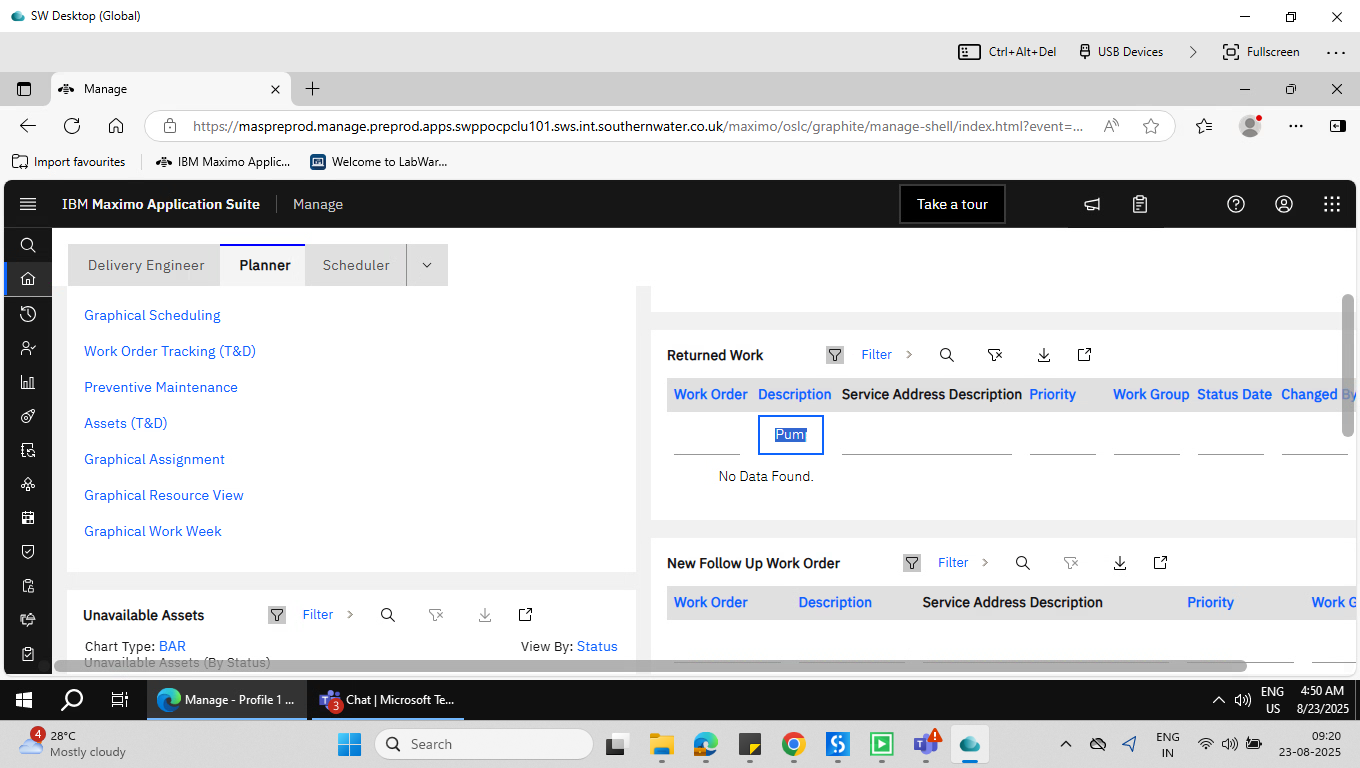 SW Desktop (Global)
Ctrl+Alt+Del
USB Devices
Fullscreen
Manage
https://maspreprod.manage.preprod.apps.swppocpclu101.sws.int.southernwater.co.uk/maximo/oslc/graphite/manage-shell/index.html?event=...
Import favourites
IBM Maximo Applic...
Welcome to LabWar...
IBM Maximo Application Suite
Manage
Take a tour
Delivery Engineer
Planner
Scheduler
Graphical Scheduling
Work Order Tracking (T&D)
Preventive Maintenance
Assets (T&D)
Graphical Assignment
Graphical Resource View
Graphical Work Week
Unavailable Assets
Filter
Chart Type: BAR
View By: Status
Unavailable Assets (By Status)
Returned Work
Filter
Work Order Description Service Address Description Priority Work Group Status Date Changed By
Pum
No Data Found.
New Follow Up Work Order
Filter
Work Order Description Service Address Description Priority Work G
Manage - Profile 1 ...
3
Chat | Microsoft Te...
ENG
US
4:50 AM
8/23/2025
4
28°C
Mostly cloudy
Search
ENG
IN
09:20
23-08-2025